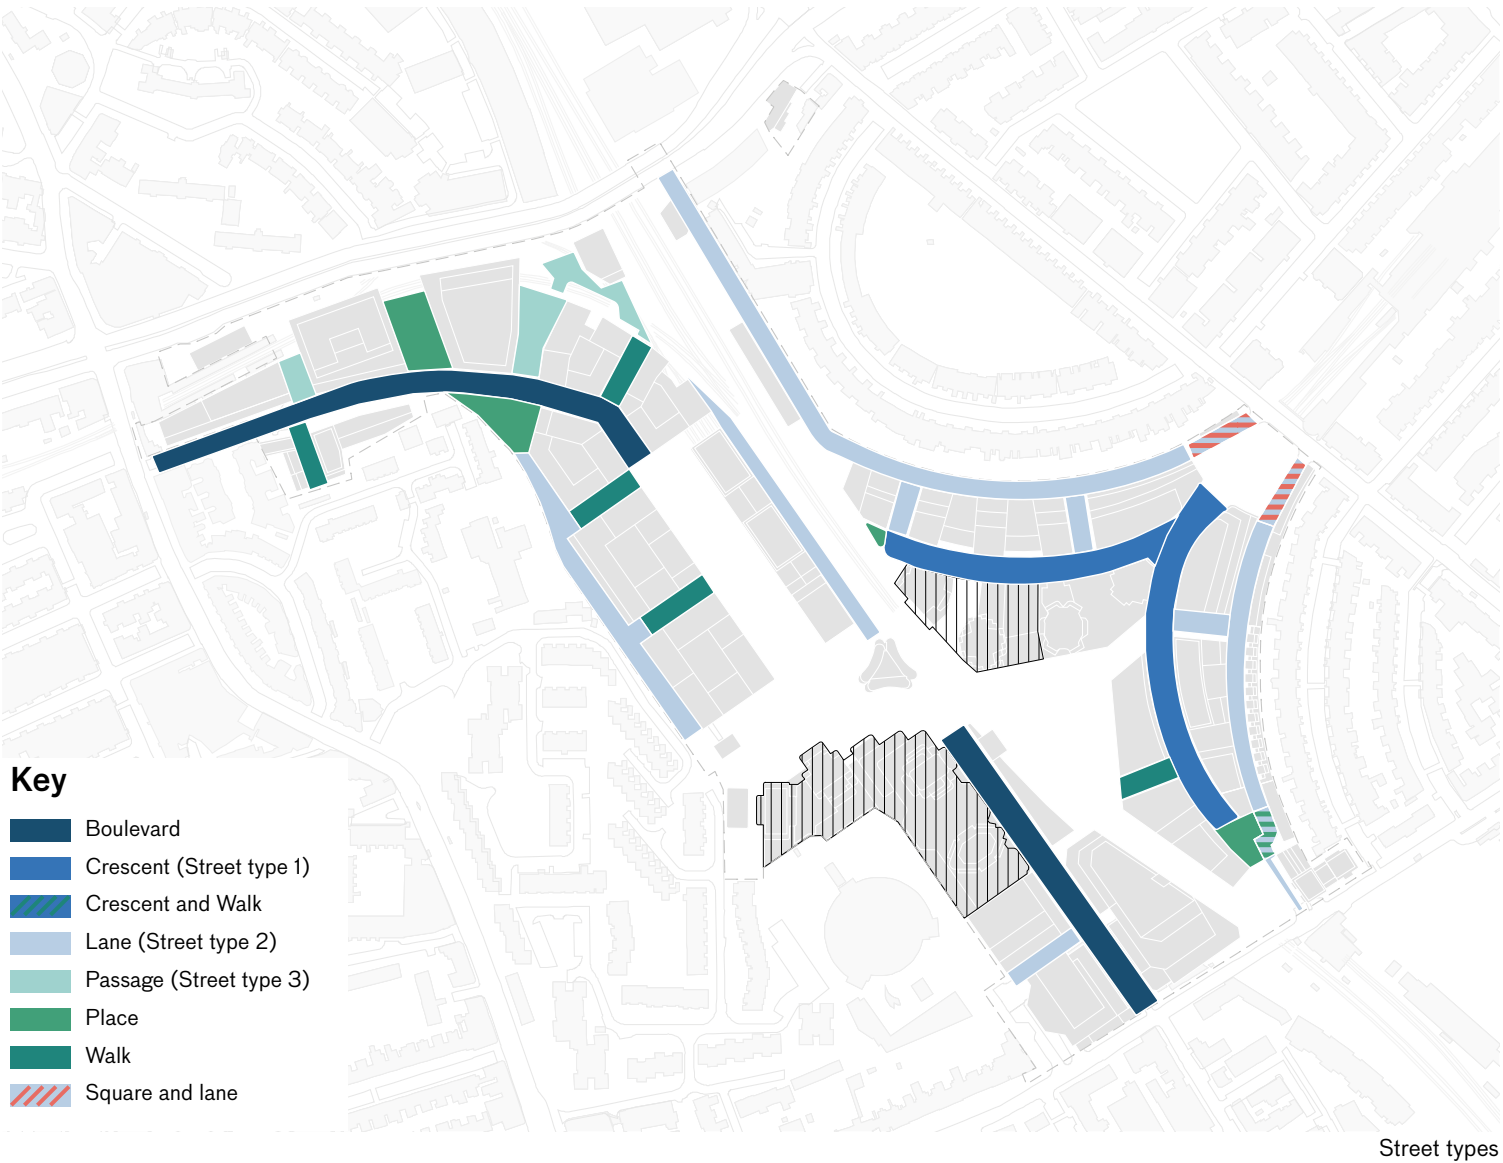 Key
Boulevard
Crescent (Street type 1)
Crescent and Walk
Lane (Street type 2)
Passage (Street type 3)
Place
Walk
Square and lane
Street types